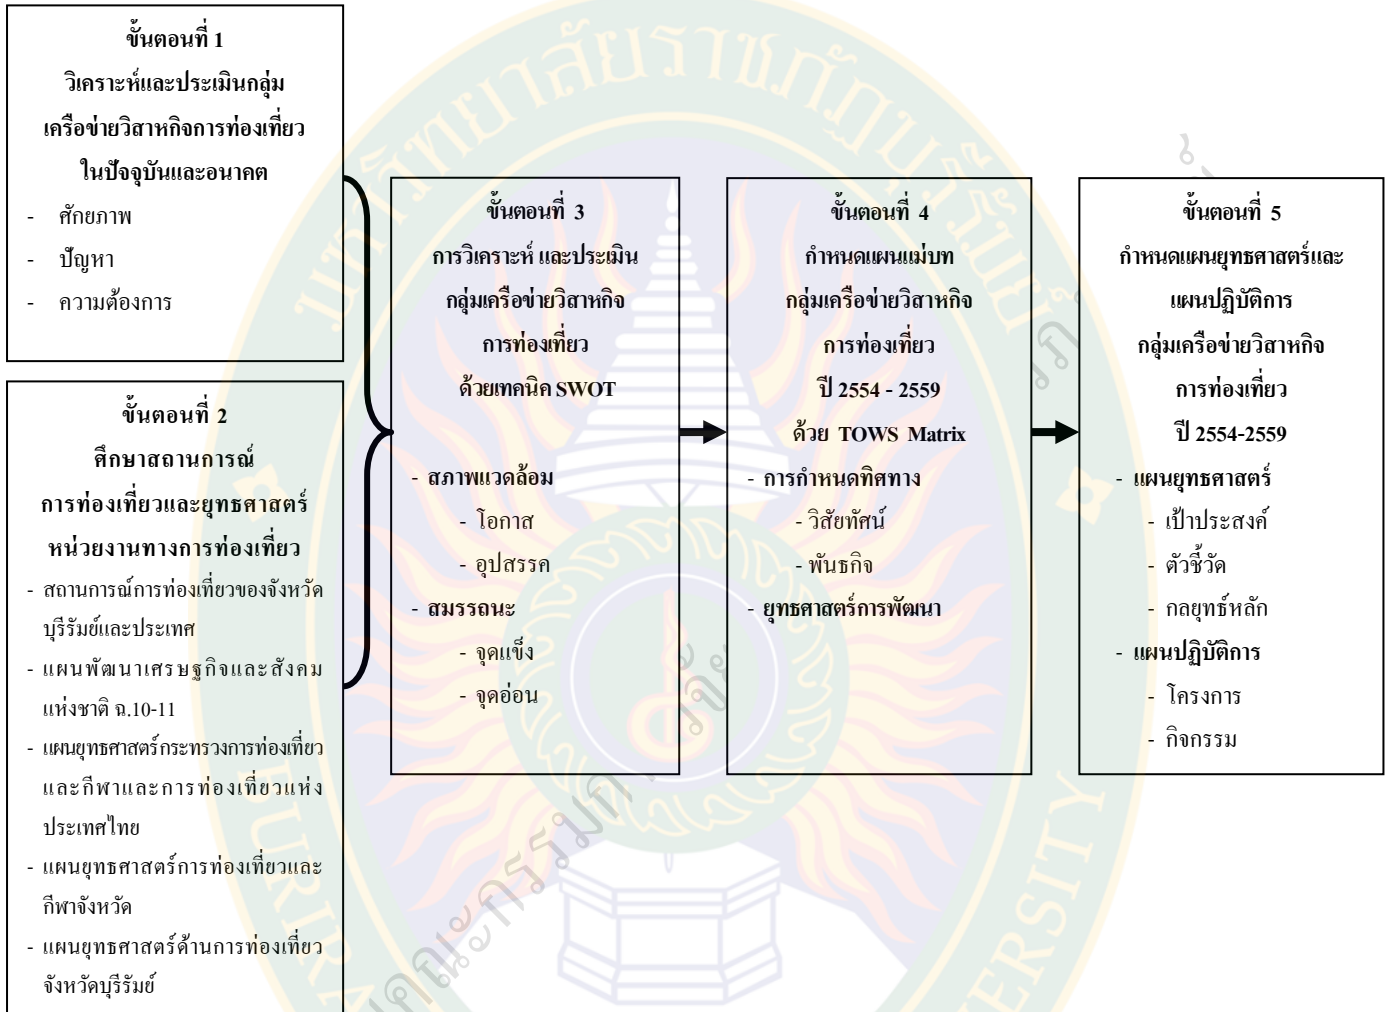 ขั้นตอนที่ 1
วิเคราะห์และประเมินกลุ่ม
เครือข่ายวิสาหกิจการท่องเที่ยว
ในปัจจุบันและอนาคต
- ศักยภาพ
- ปัญหา
- ความต้องการ
ขั้นตอนที่ 2
ศึกษาสถานการณ์
การท่องเที่ยวและยุทธศาสตร์
หน่วยงานทางการท่องเที่ยว
- สถานการณ์การท่องเที่ยวของจังหวัด
บุรีรัมย์และประเทศ
- แผนพัฒนาเศรษฐกิจและสังคม
แห่งชาติ ฉ.10-11
- แผนยุทธศาสตร์กระทรวงการท่องเที่ยว
และกีฬาและการท่องเที่ยวแห่ง
ประเทศไทย
- แผนยุทธศาสตร์การท่องเที่ยวและ
กีฬาจังหวัด
- แผนยุทธศาสตร์ด้านการท่องเที่ยว
จังหวัดบุรีรัมย์
ขั้นตอนที่ 3
การวิเคราะห์ และประเมิน
กลุ่มเครือข่ายวิสาหกิจ
การท่องเที่ยว
ด้วยเทคนิค SWOT
- สภาพแวดล้อม
- โอกาส
- อุปสรรค
- สมรรถนะ
- จุดแข็ง
- จุดอ่อน
ขั้นตอนที่ 4
กำหนดแผนแม่บท
กลุ่มเครือข่ายวิสาหกิจ
การท่องเที่ยว
ปี 2554 - 2559
ด้วย TOWS Matrix
- การกำหนดทิศทาง
- วิสัยทัศน์
- พันธกิจ
- ยุทธศาสตร์การพัฒนา
ขั้นตอนที่ 5
กำหนดแผนยุทธศาสตร์และ
แผนปฏิบัติการ
กลุ่มเครือข่ายวิสาหกิจ
การท่องเที่ยว
ปี 2554-2559
- แผนยุทธศาสตร์
- เป้าประสงค์
- ตัวชี้วัด
- กลยุทธ์หลัก
- แผนปฏิบัติการ
- โครงการ
- กิจกรรม
มหาวิทยาลัยราชภัฏบุรีรัมย์